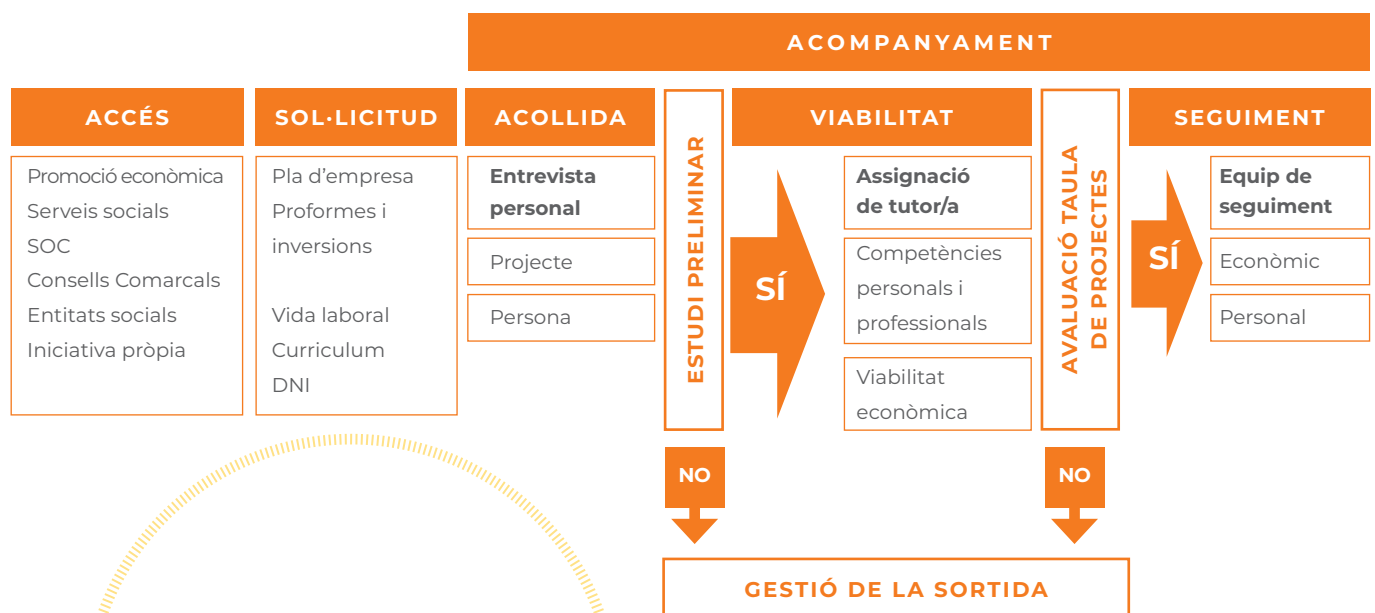 ACOMPANYAMENT
ACCÉS
Promoció econòmica
Serveis socials
SOC
Consells Comarcals
Entitats socials
Iniciativa pròpia
SOL·LICITUD
Pla d’empresa
Proformes i
inversions
Vida laboral
Curriculum
DNI
ACOLLIDA
Entrevista
personal
Projecte
Persona
ESTUDI PRELIMINAR
SÍ
NO
VIABILITAT
Assignació
de tutor/a
Competències
personals i
professionals
Viabilitat
econòmica
AVALUACIÓ TAULA
DE PROJECTES
SÍ
NO
SEGUIMENT
Equip de
seguiment
Econòmic
Personal
GESTIÓ DE LA SORTIDA